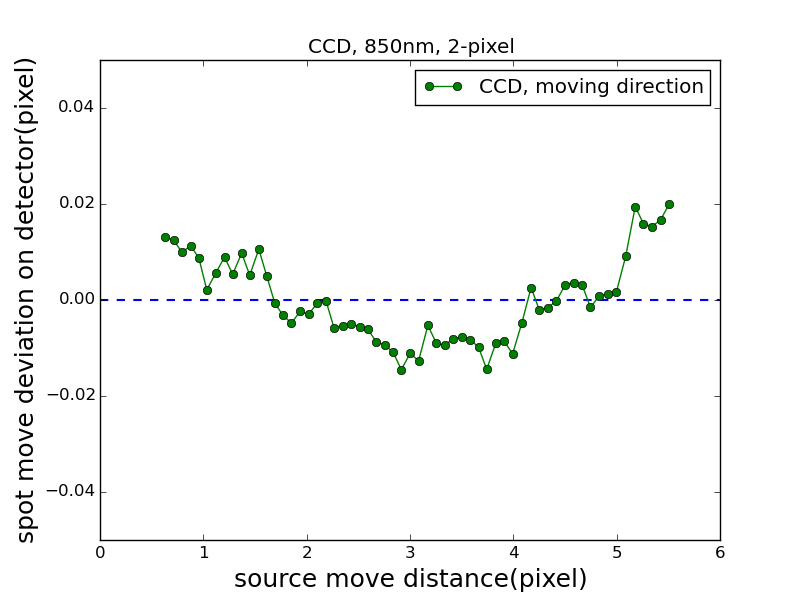 CCD, 850nm, 2-pixel
CCD, moving direction
spot move deviation on detector(pixel)
0.04
0.02
0.00
−0.02
−0.04
0 1 2 3 4 5 6
source move distance(pixel)